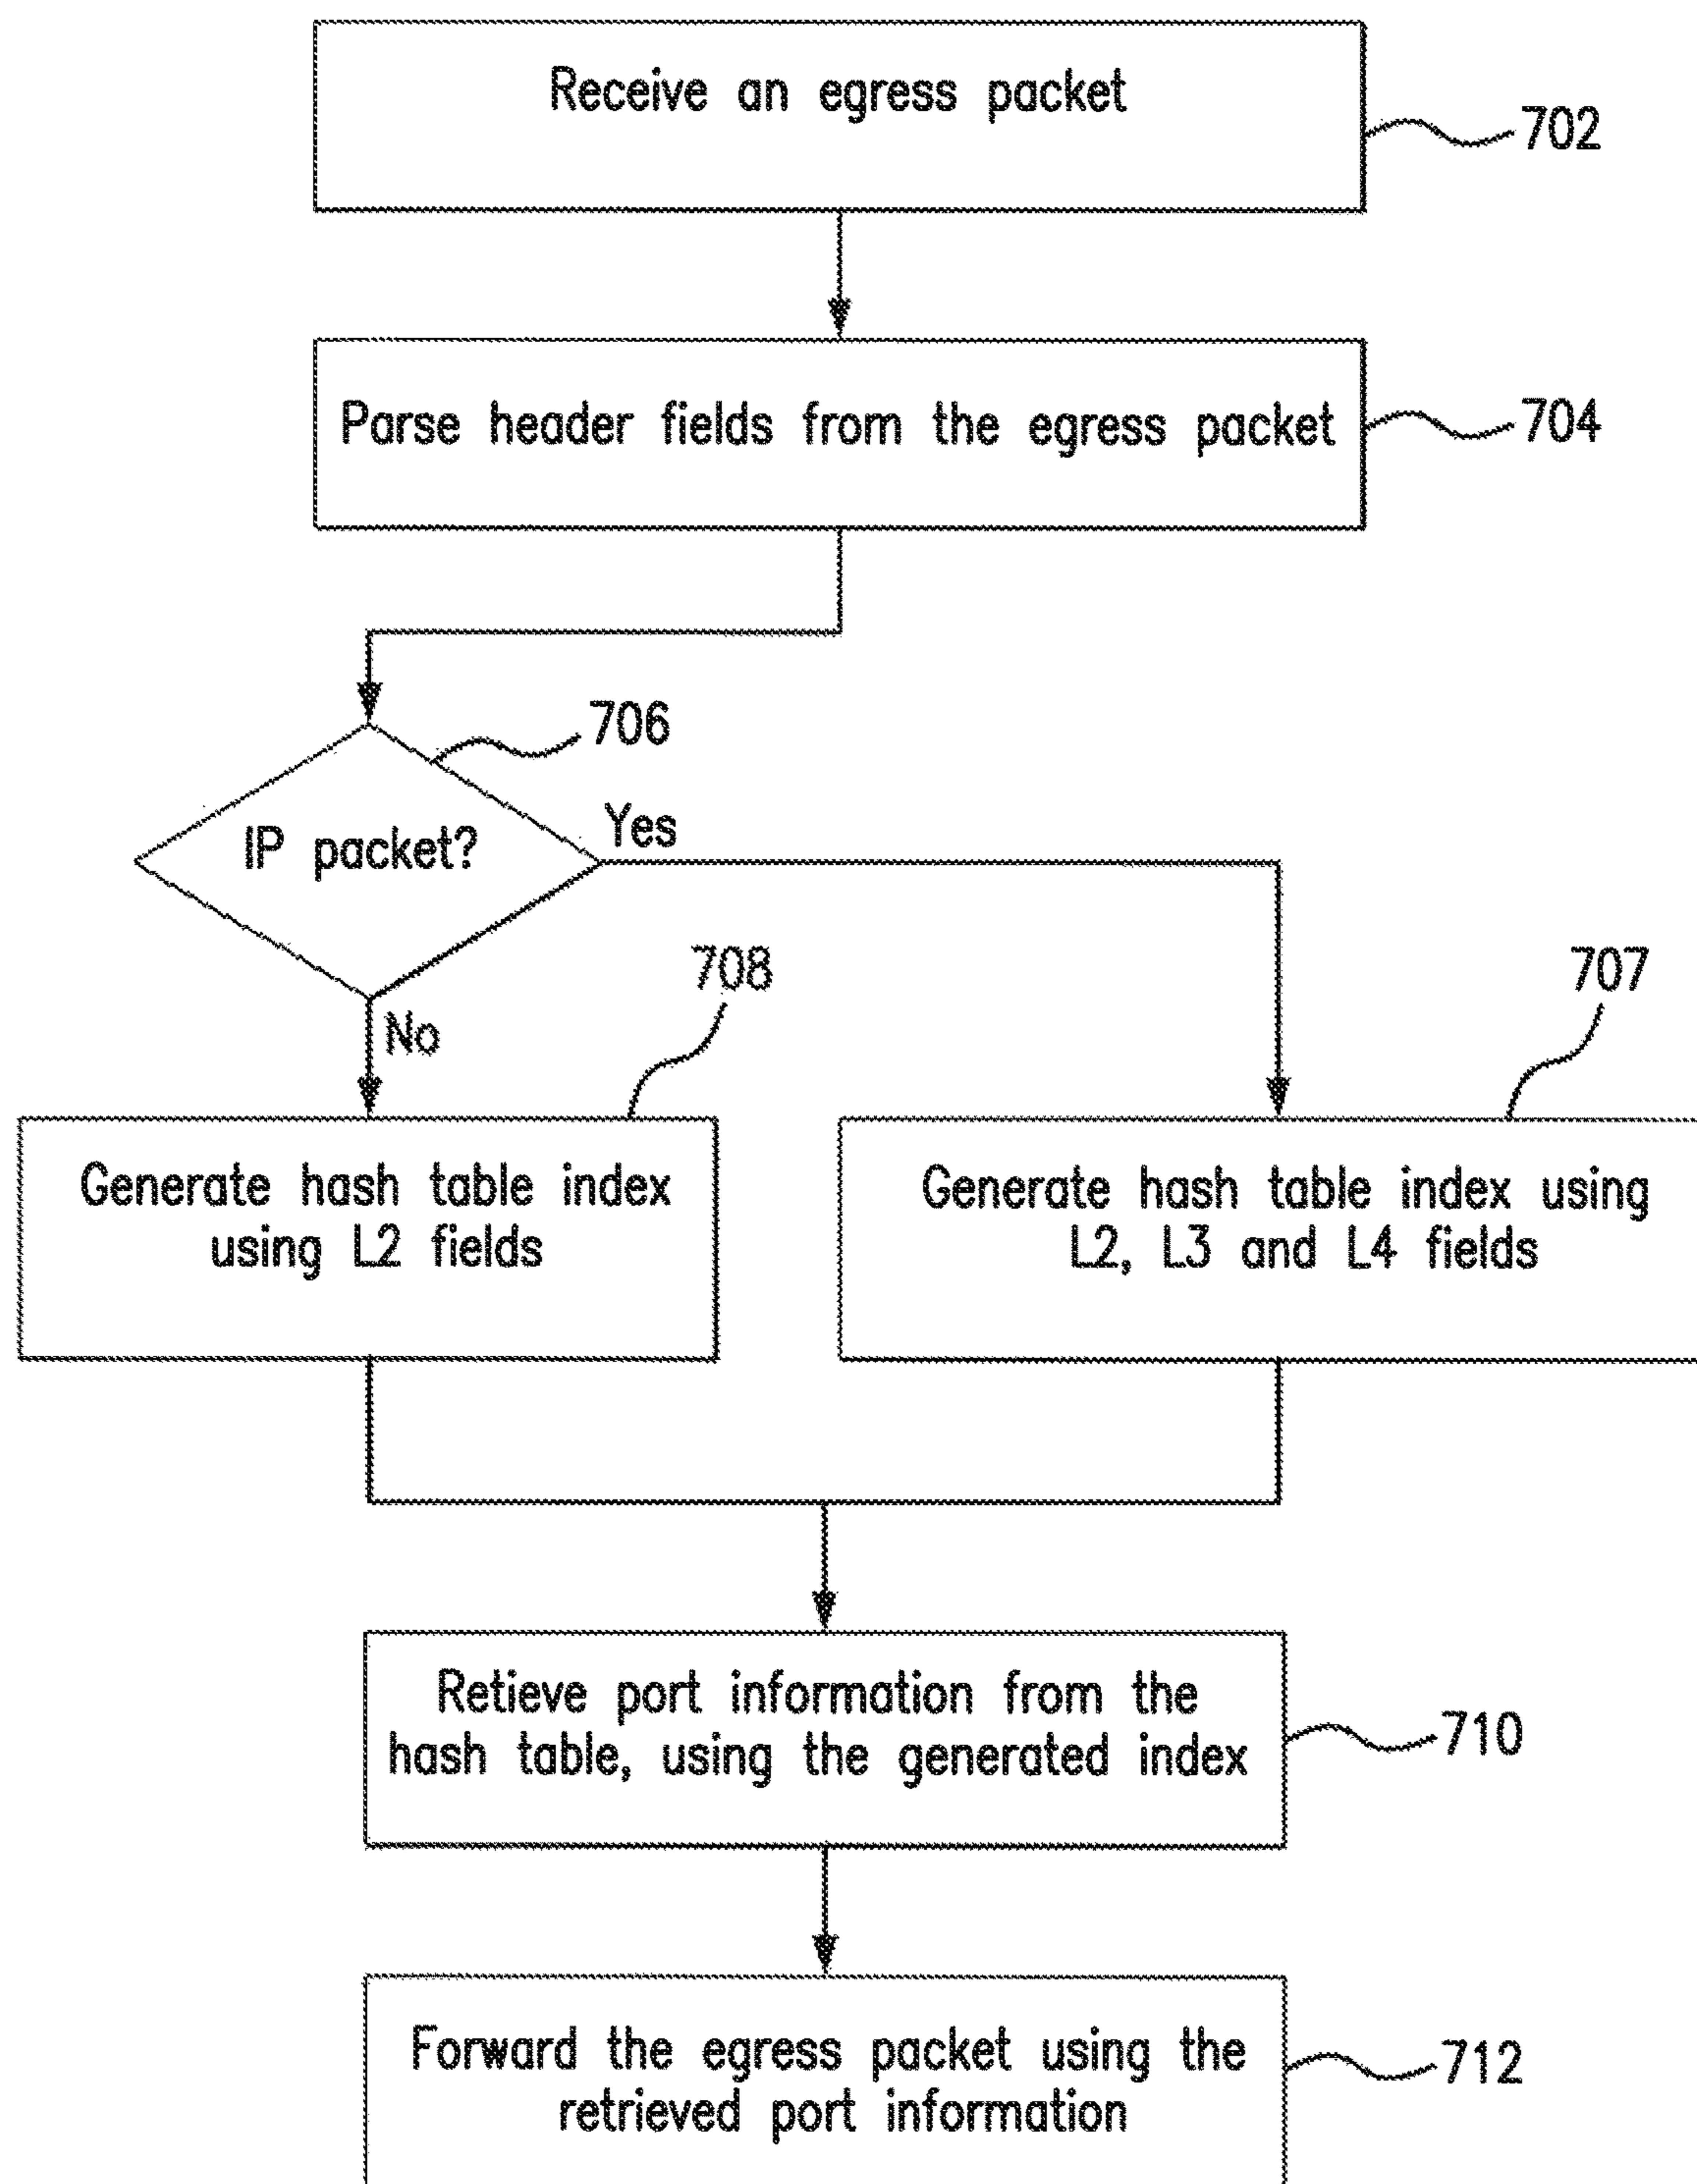 Receive an egress packet
702
Parse header fields from the egress packet
704
706
IP packet?
Yes
No
708
707
Generate hash table index
using L2 fields
Generate hash table index using
L2, L3 and L4 fields
Retieve port information from the
hash table, using the generated index
710
Forward the egress packet using the
retrieved port information
712